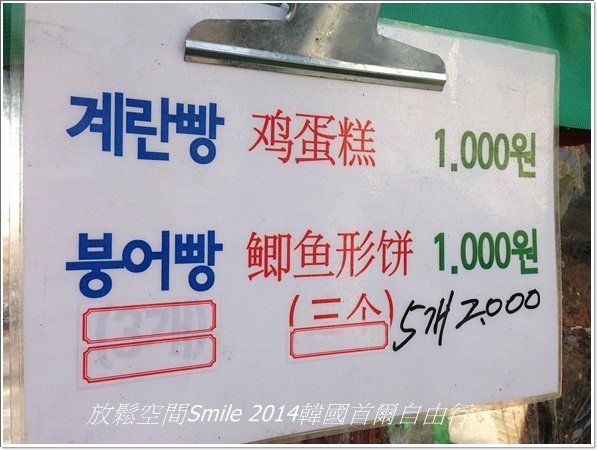 계란빵 鸡蛋糕 1.000원
붕어빵 鲫鱼形饼 1.000원
(3개) (三个) 5개 2.000
放鬆空間Smile 2014韓國首爾自由行